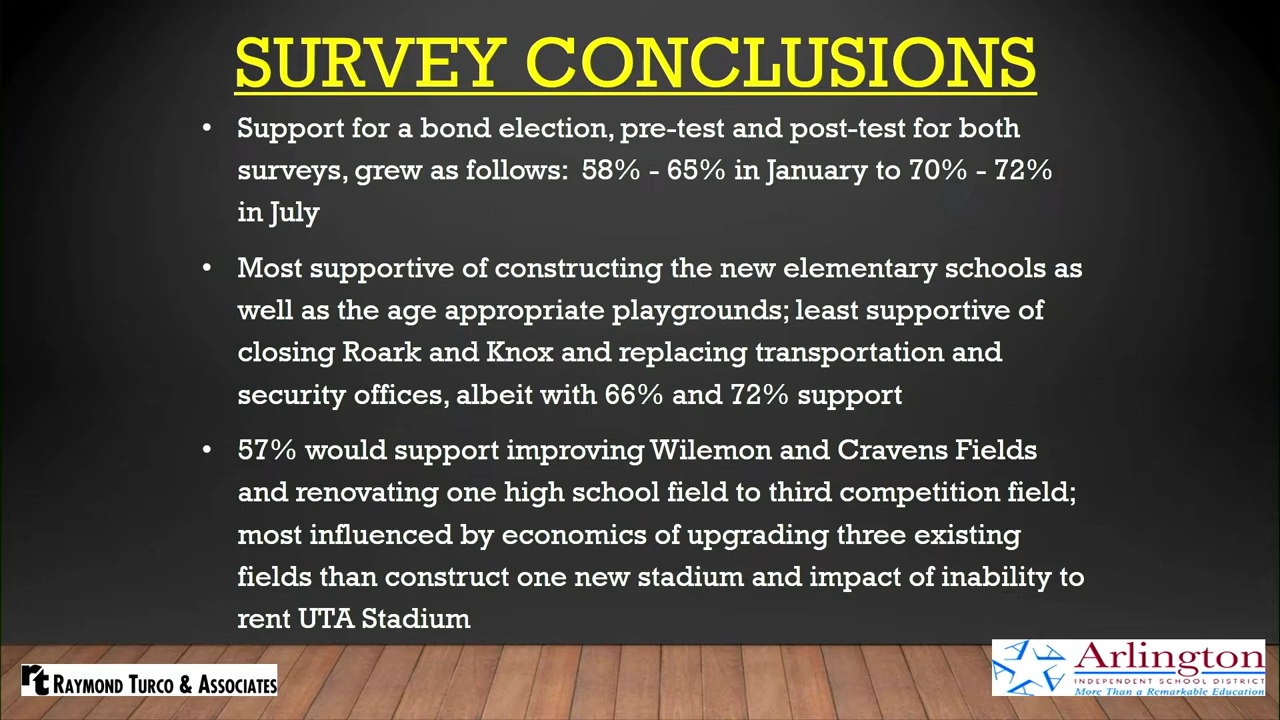 SURVEY CONCLUSIONS
• Support for a bond election, pre-test and post-test for both
surveys, grew as follows: 58% - 65% in January to 70% - 72%
in July
• Most supportive of constructing the new elementary schools as
well as the age appropriate playgrounds; least supportive of
closing Roark and Knox and replacing transportation and
security offices, albeit with 66% and 72% support
• 57% would support improving Wilemon and Cravens Fields
and renovating one high school field to third competition field;
most influenced by economics of upgrading three existing
fields than construct one new stadium and impact of inability to
rent UTA Stadium
rt RAYMOND TURCO & ASSOCIATES
Arlington
INDEPENDENT SCHOOL DISTRICT
More Than a Remarkable Education